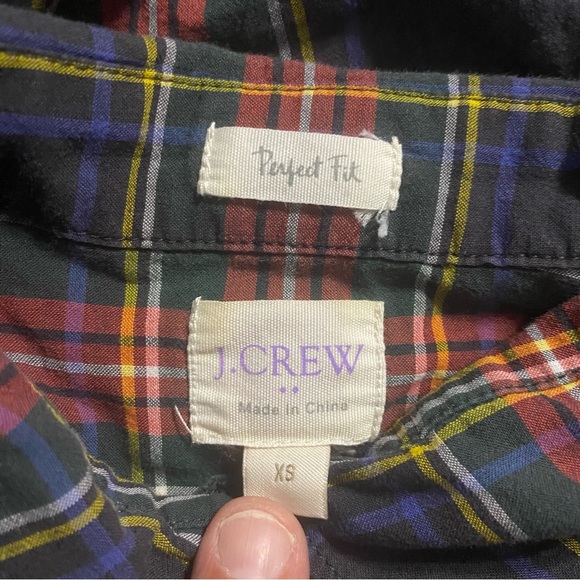 Perfect Fit
J.CREW
Made in China
XS